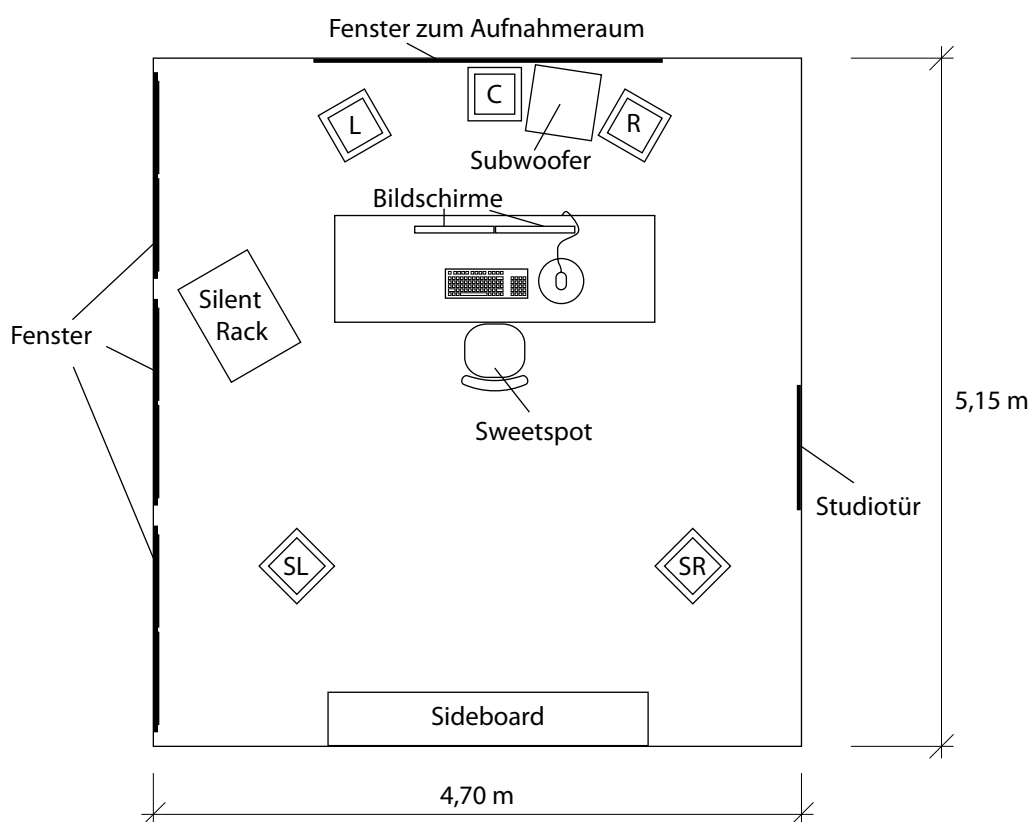 Fenster zum Aufnahmeraum
C
L
R
Subwoofer
Bildschirme
Silent
Rack
Fenster
5,15 m
Sweetspot
Studiotür
SL
SR
Sideboard
4,70 m